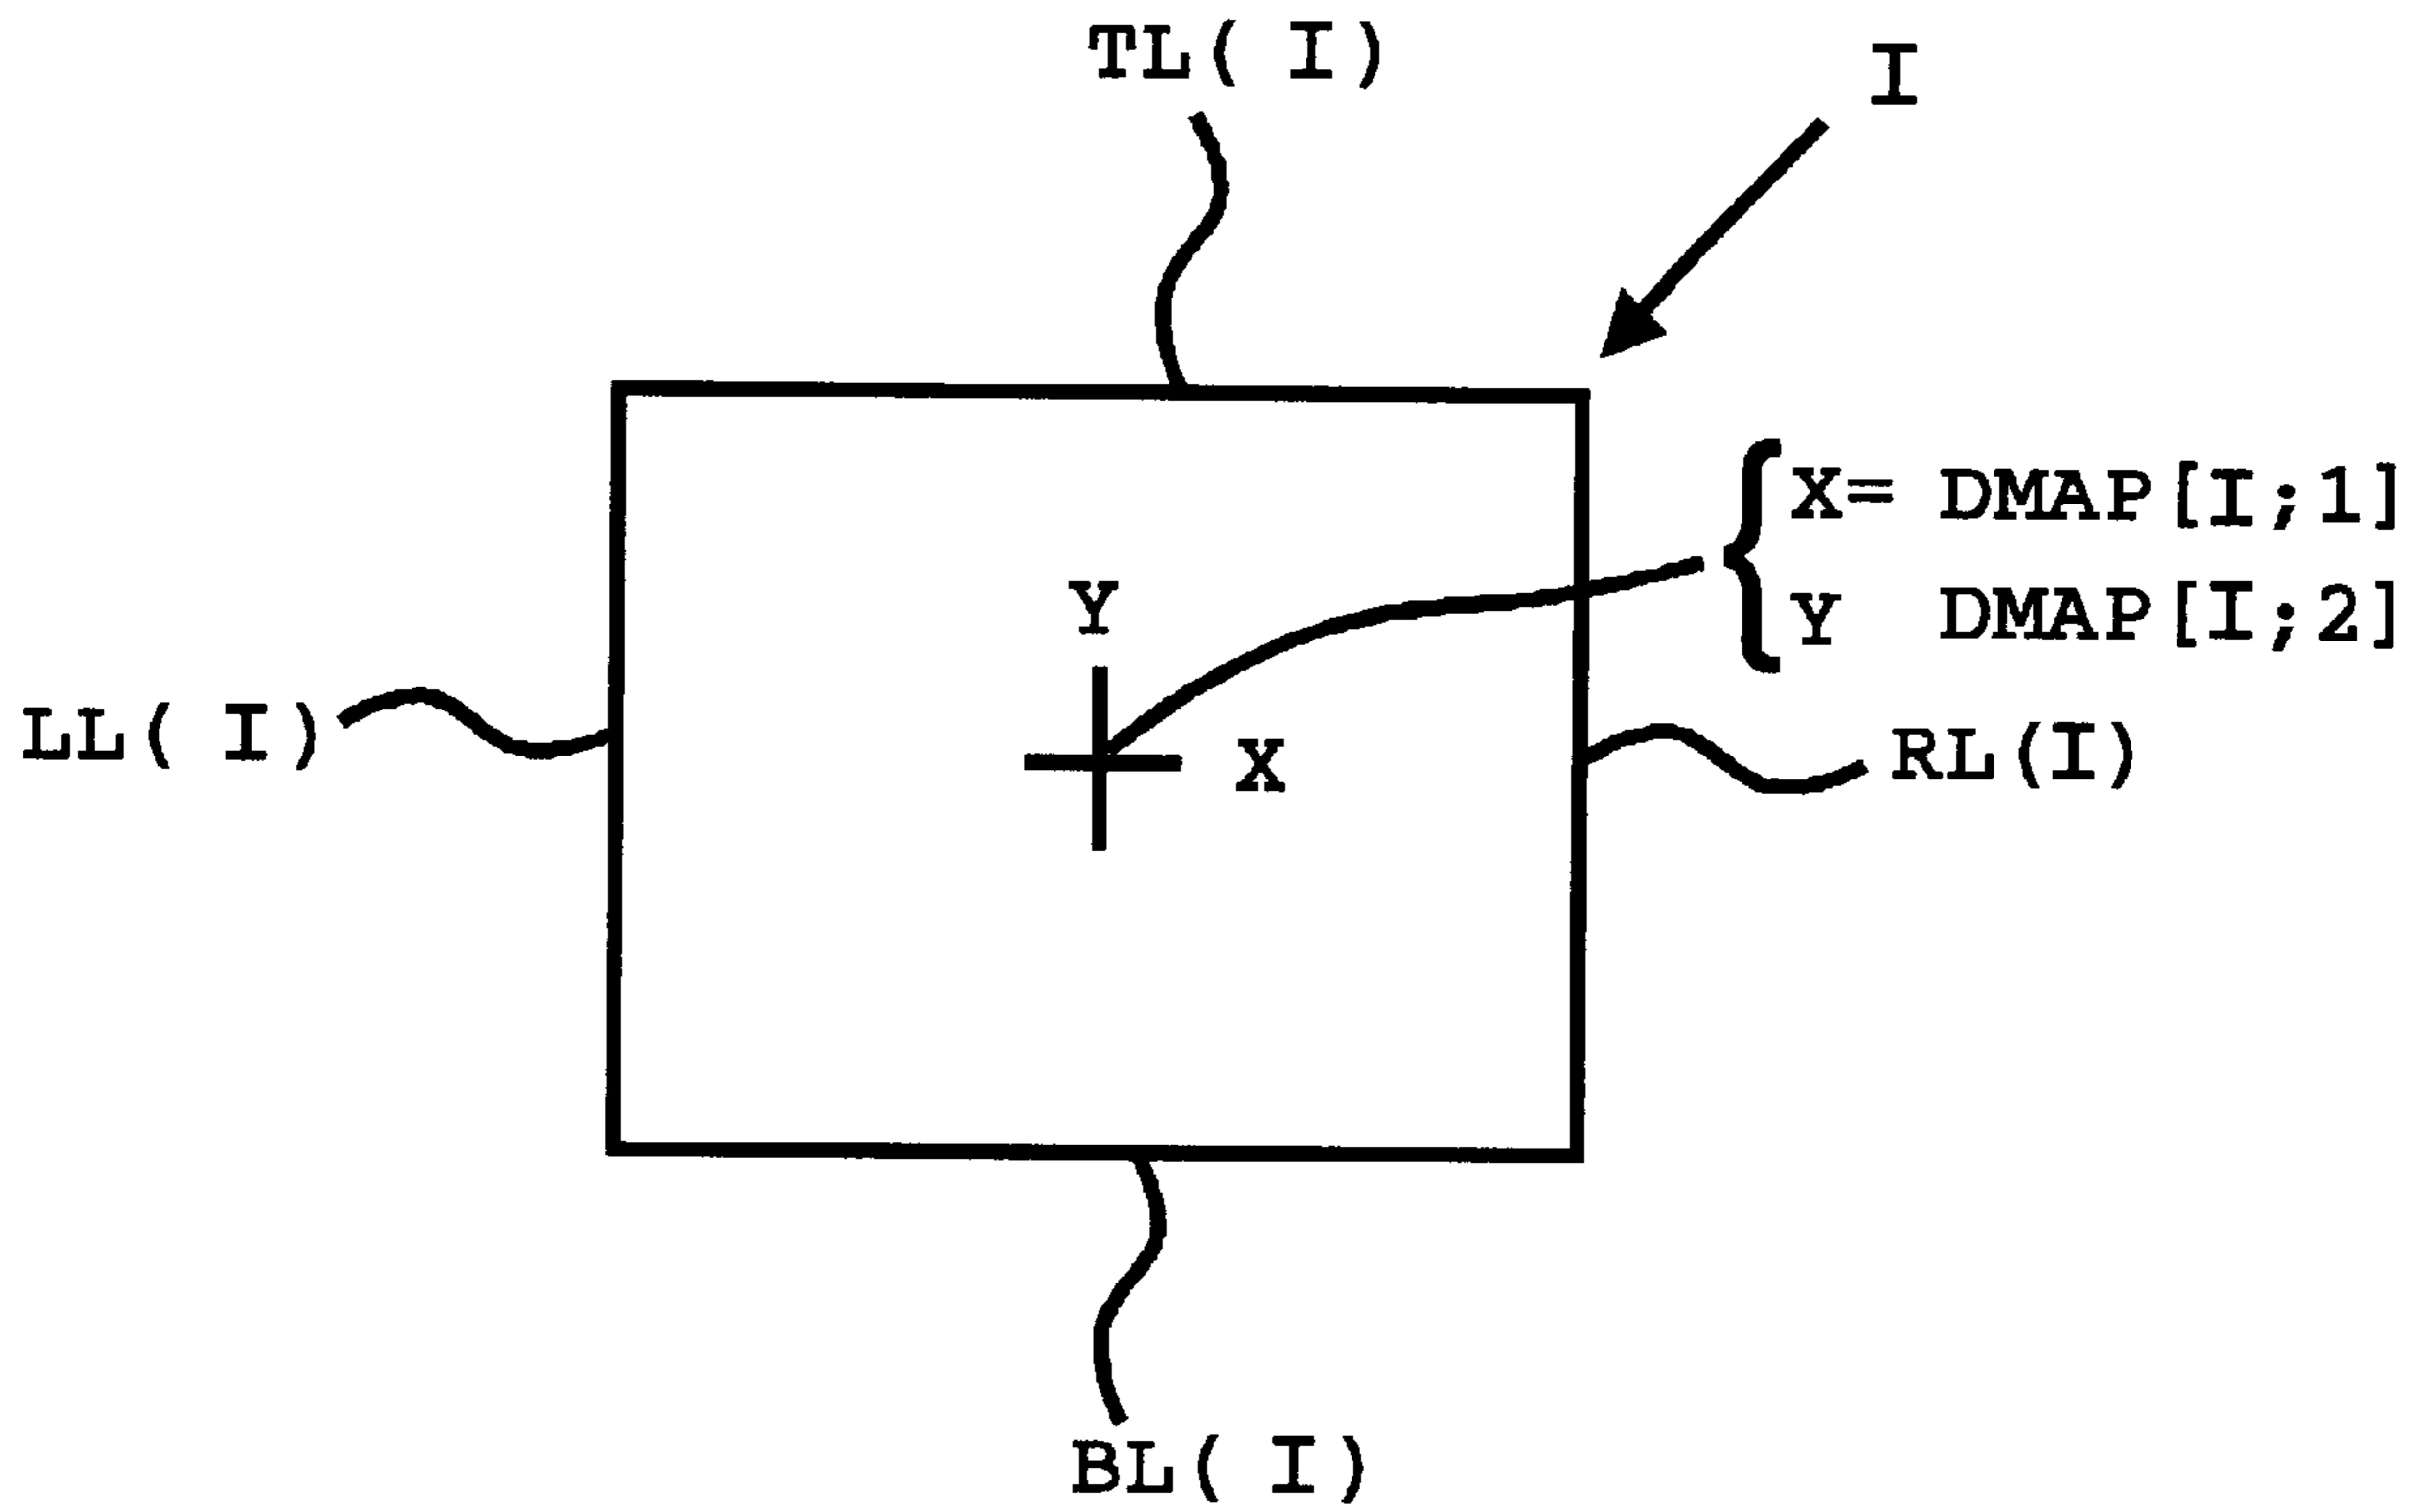 TL( I)
I
X= DMAP[I;1]
Y DMAP[I;2]
Y
X
LL( I)
RL(I)
BL( I)